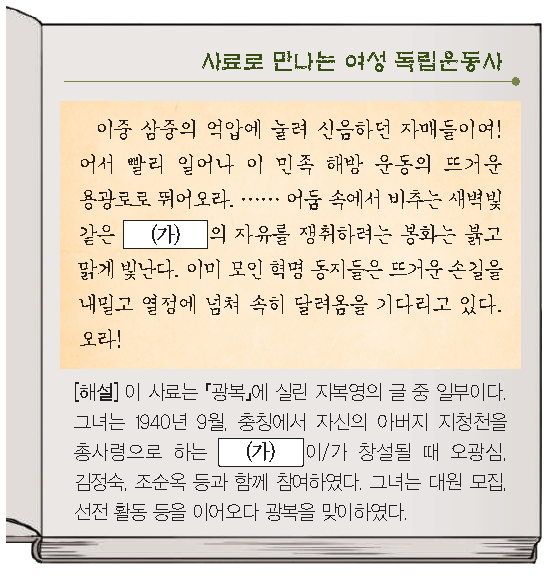 사료로 만나는 여성 독립운동사
이중 삼중의 억압에 눌려 신음하던 자매들이여!
어서 빨리 일어나 이 민족 해방 운동의 뜨거운
용광로로 뛰어오라. …… 어둠 속에서 비추는 새벽빛
같은 (가) 의 자유를 쟁취하려는 봉화는 붉고
맑게 빛난다. 이미 모인 혁명 동지들은 뜨거운 손길을
내밀고 열정에 넘쳐 속히 달려옴을 기다리고 있다.
오라!
[해설] 이 사료는 『광복』에 실린 지복영의 글 중 일부이다.
그녀는 1940년 9월, 충칭에서 자신의 아버지 지청천을
총사령으로 하는 (가) 이/가 창설될 때 오광심,
김정숙, 조순옥 등과 함께 참여하였다. 그녀는 대원 모집,
선전 활동 등을 이어오다 광복을 맞이하였다.